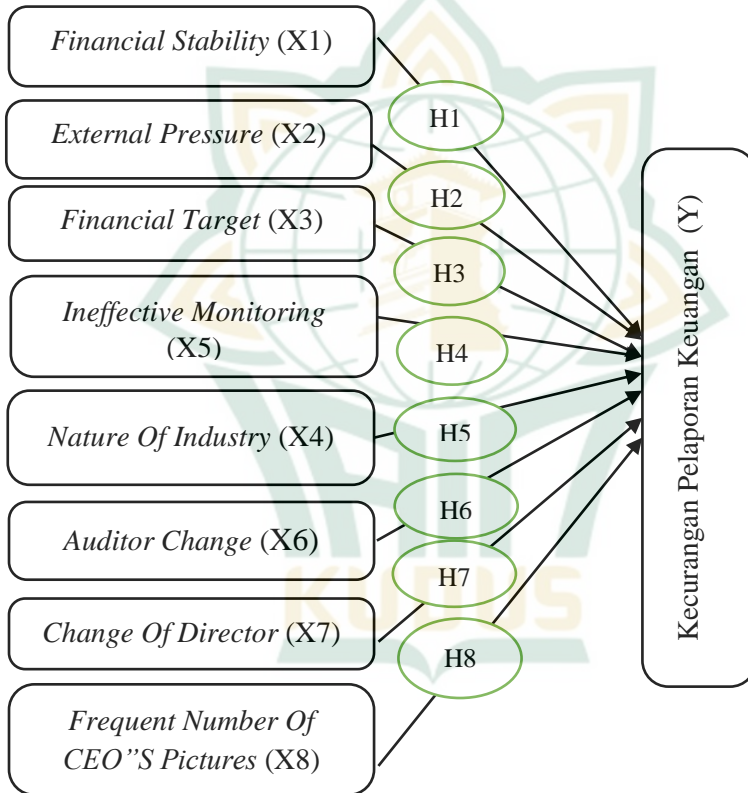 Financial Stability (X1)
H1
External Pressure (X2)
H2
Financial Target (X3)
H3
Ineffective Monitoring
(X5)
H4
Nature Of Industry (X4)
H5
Auditor Change (X6)
H6
Change Of Director (X7)
H7
Frequent Number Of
CEO”S Pictures (X8)
H8
Kecurangan Pelaporan Keuangan (Y)
KUDUS